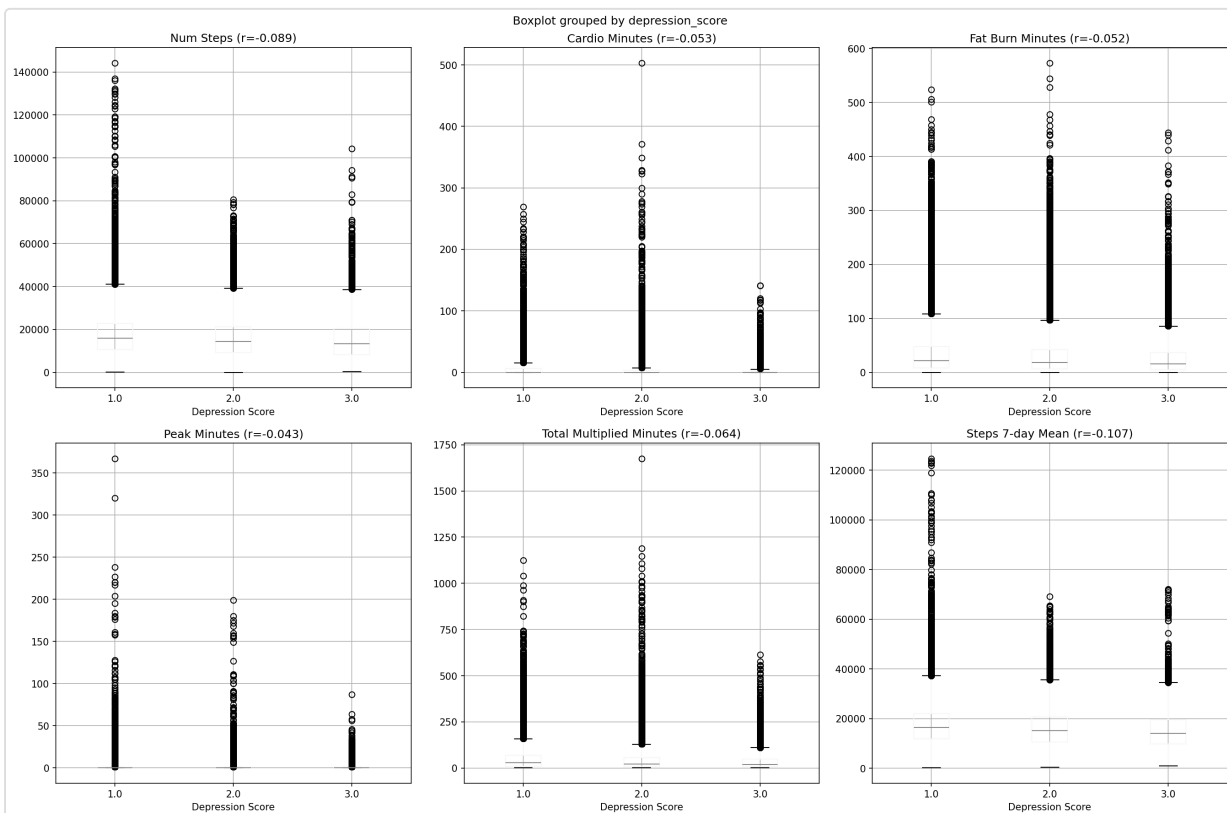 Boxplot grouped by depression_score
Num Steps (r=-0.089)
140000
120000
100000
80000
60000
40000
20000
0
1.0 2.0 3.0
Depression Score
Cardio Minutes (r=-0.053)
500
400
300
200
100
0
1.0 2.0 3.0
Depression Score
Fat Burn Minutes (r=-0.052)
600
500
400
300
200
100
0
1.0 2.0 3.0
Depression Score
Peak Minutes (r=-0.043)
350
300
250
200
150
100
50
0
1.0 2.0 3.0
Depression Score
Total Multiplied Minutes (r=-0.064)
1750
1500
1250
1000
750
500
250
0
1.0 2.0 3.0
Depression Score
Steps 7-day Mean (r=-0.107)
120000
100000
80000
60000
40000
20000
0
1.0 2.0 3.0
Depression Score